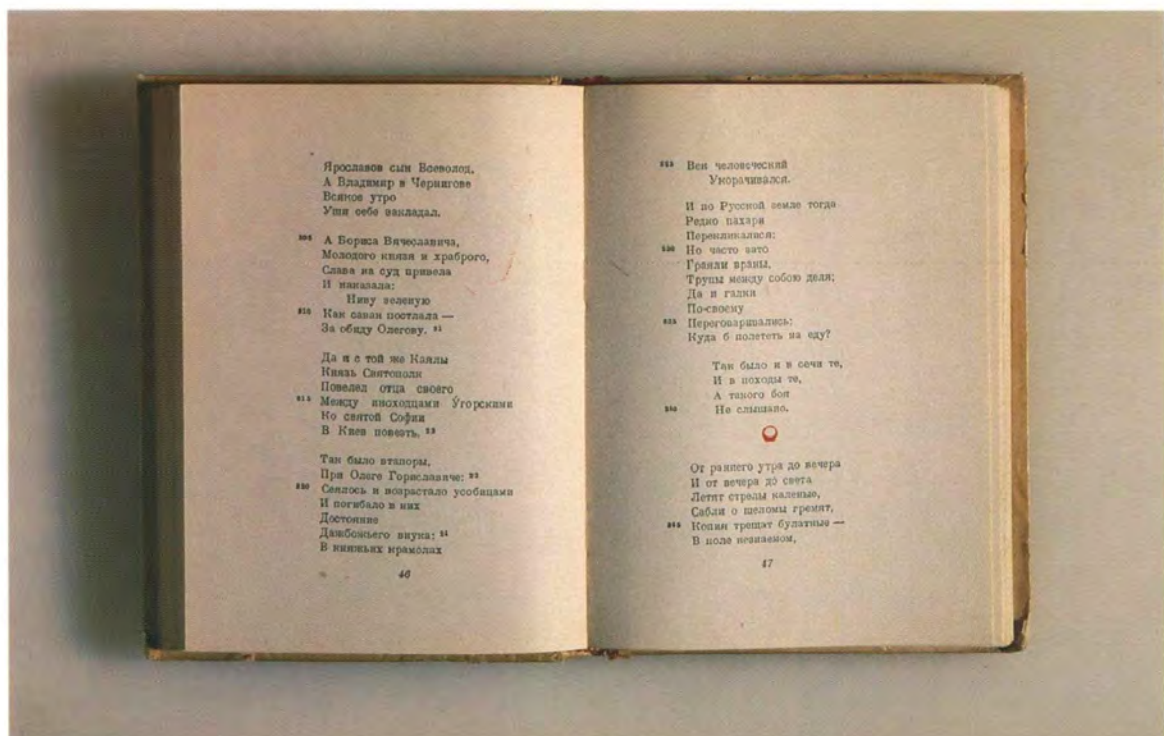 Ярославов сын Всеволод,
А Владимир в Чернигове
Всякое утро
Уши себе закладал.
305 А Бориса Вячеславича,
Молодого князя и храброго,
Слава на суд привела
И наказала:
Ниву зеленую
310 Как саван постлала —
За обиду Олегову.
Да и с той же Каялы
Князь Святополк
Повелел отца своего
315 Между иноходцами Угорскими
Ко святой Софии
В Киев повезть.
Так было втапоры,
При Олеге Гориславиче:
320 Сеялось и возрастало усобицами
И погибало в них
Достояние
Дажбожьего внука;
В княжьих крамолах
46
325 Век человеческий
Укорачивался.
И по Русской земле тогда
Редко пахари
Перекликалися;
330 Но часто зато
Граяли враны,
Трупы между собою деля;
Да и галки
По-своему
335 Переговаривались:
Куда б полететь на еду?
Так было и в сечи те,
И в походы те,
А такого боя
340 Не слышано.
От раннего утра до вечера
И от вечера до света
Летят стрелы каленые,
Сабли о шеломы гремят,
345 Копия трещат булатные —
В поле незнаемом,
47